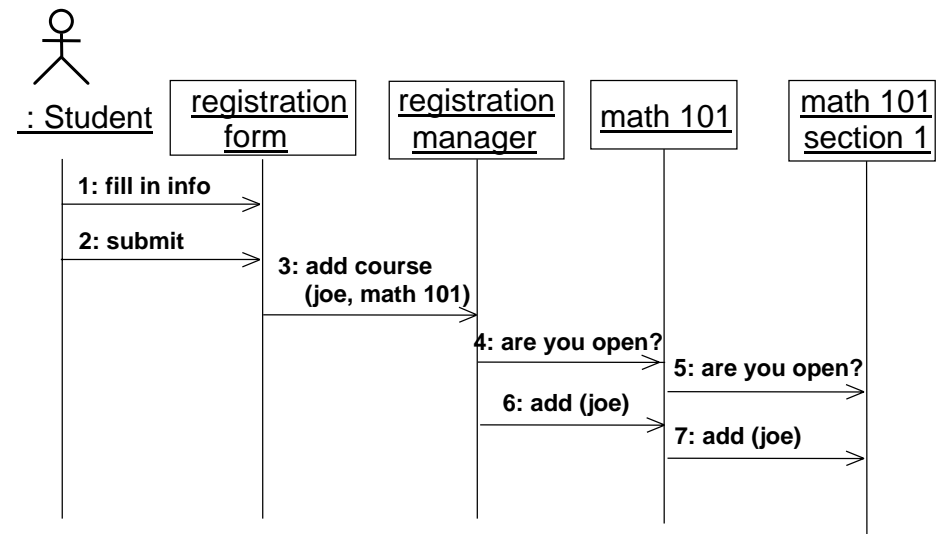 : Student
registration
form
registration
manager
math 101
math 101
section 1
1: fill in info
2: submit
3: add course
(joe, math 101)
4: are you open?
5: are you open?
6: add (joe)
7: add (joe)